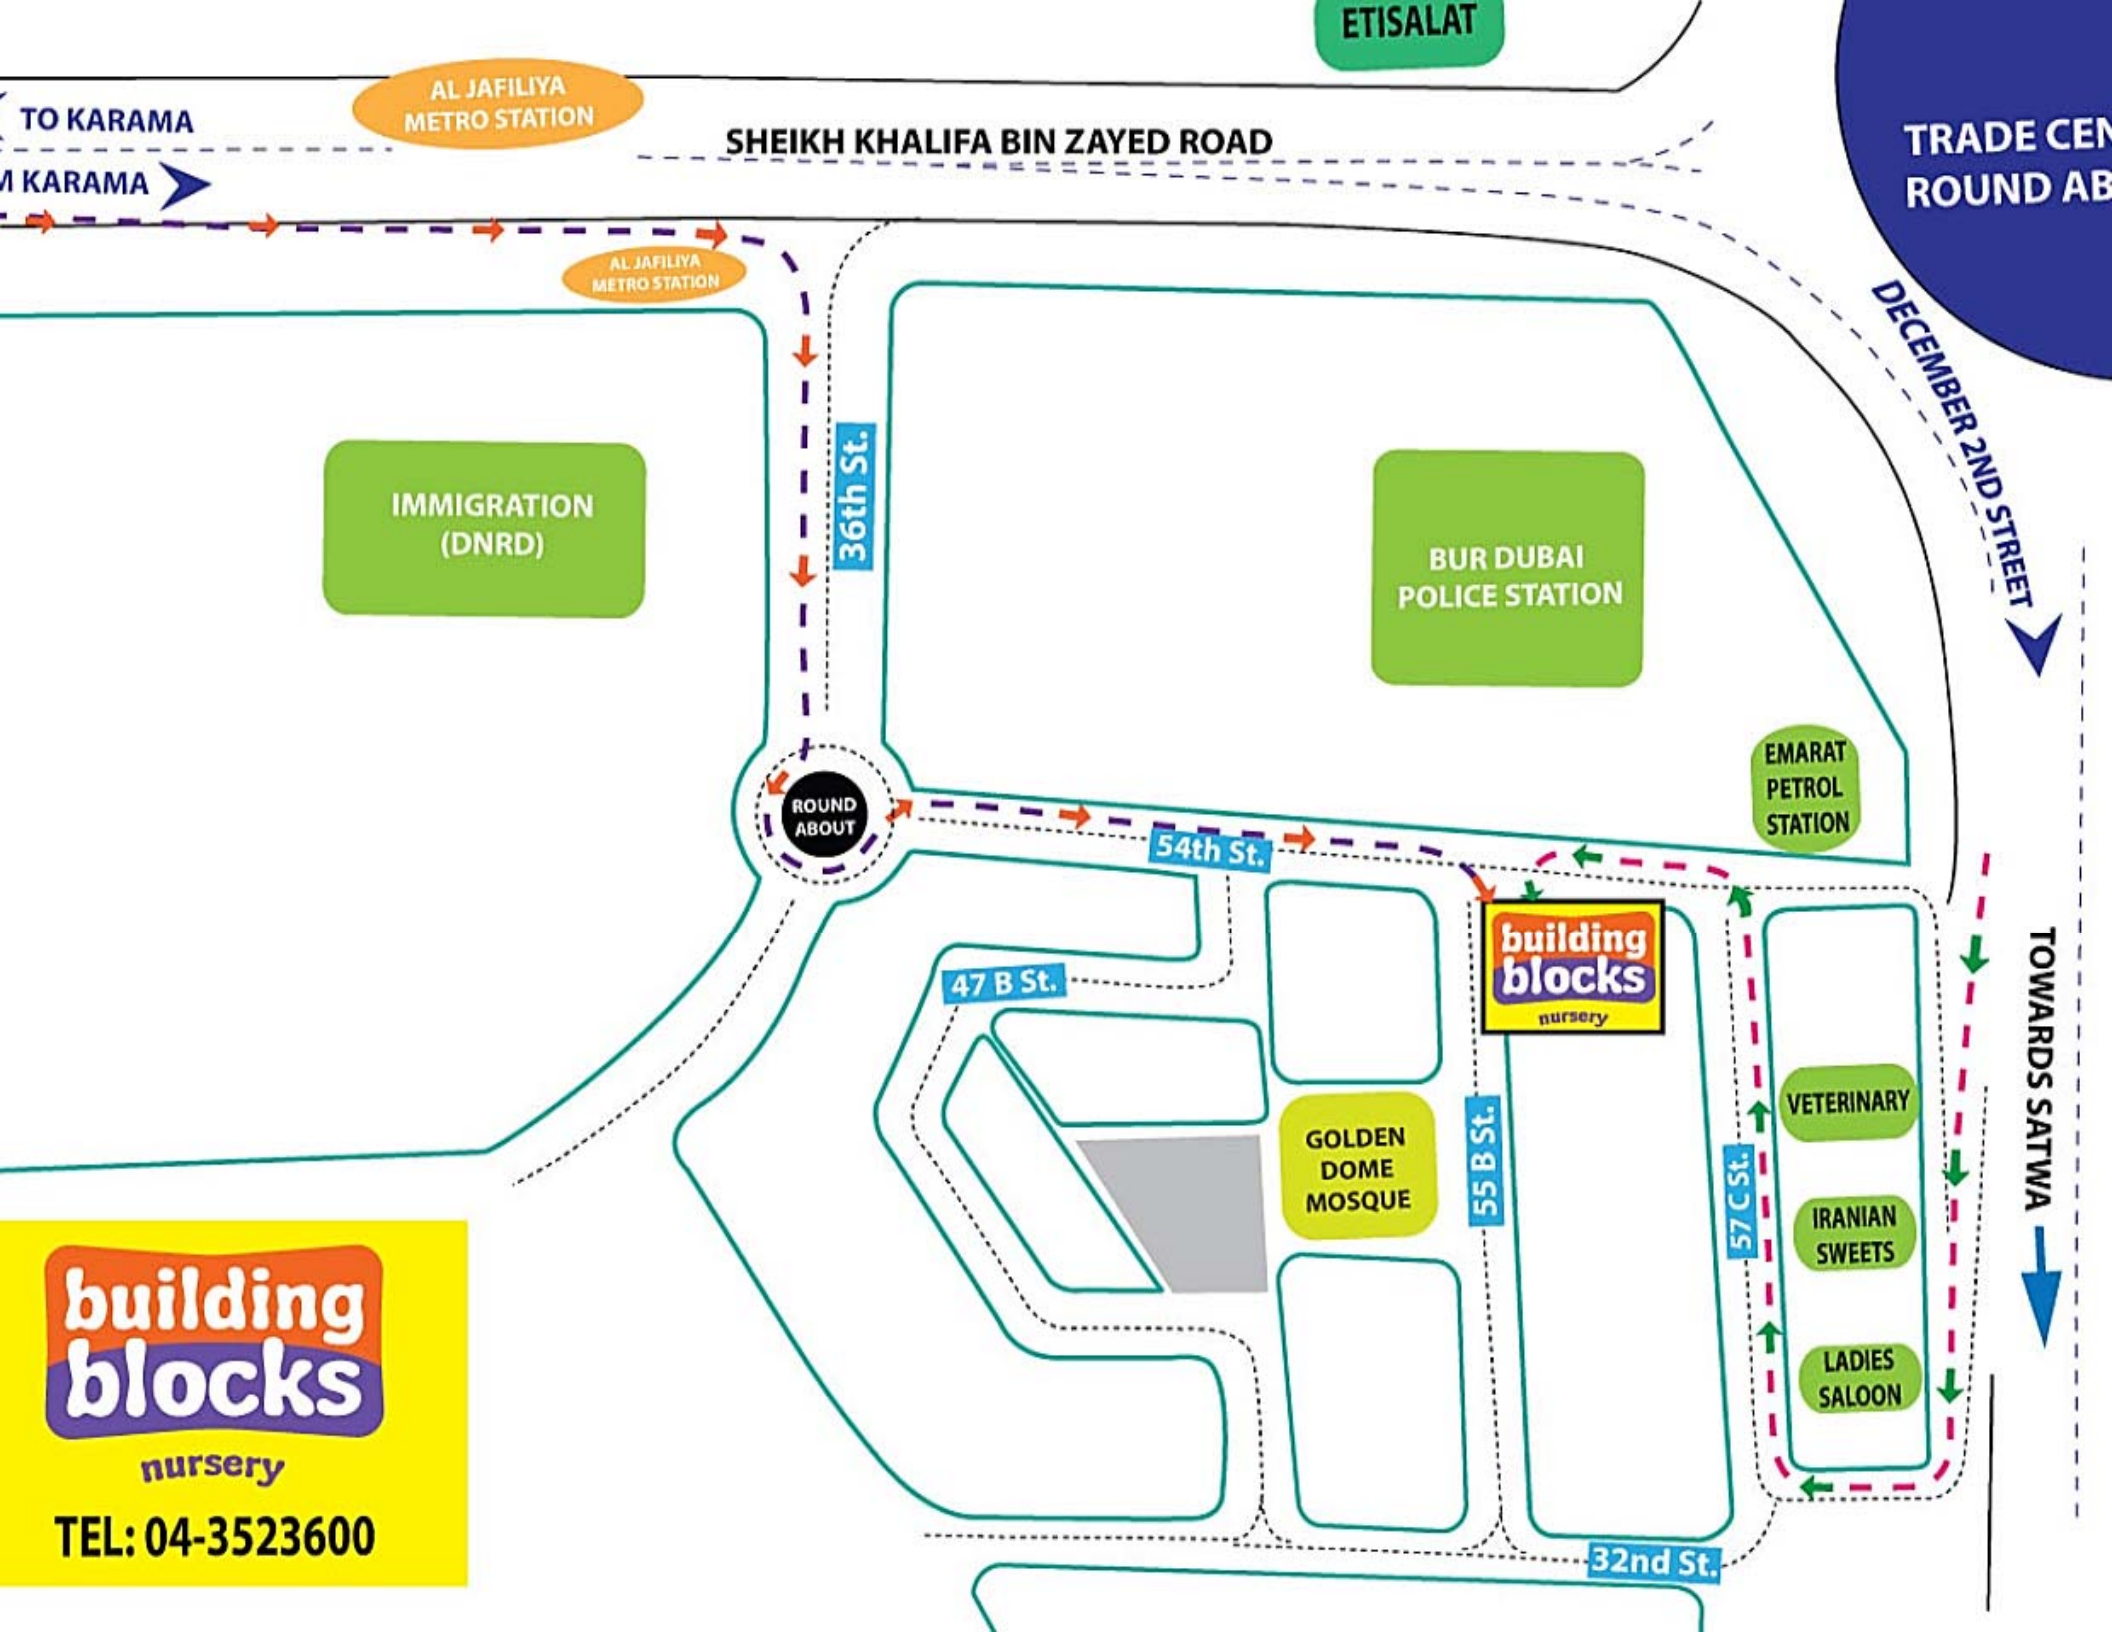 ETISALAT
AL JAFILIYA
METRO STATION
TO KARAMA
SHEIKH KHALIFA BIN ZAYED ROAD
TRADE CEN
ROUND AB
M KARAMA
AL JAFILIYA
METRO STATION
DECEMBER 2ND STREET
IMMIGRATION
(DNRD)
36th St.
BUR DUBAI
POLICE STATION
EMARAT
PETROL
STATION
ROUND
ABOUT
54th St.
building
blocks
nursery
47 B St.
TOWARDS SATWA
GOLDEN
DOME
MOSQUE
55 B St.
57 C St.
VETERINARY
IRANIAN
SWEETS
LADIES
SALOON
building
blocks
nursery
TEL: 04-3523600
32nd St.